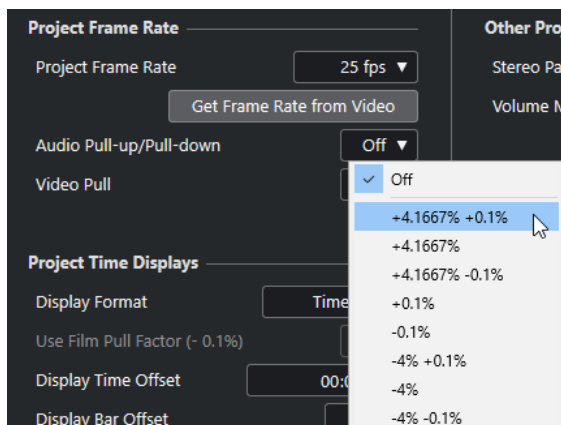 Project Frame Rate
Other Pro
Project Frame Rate 25 fps
Stereo Pa
Get Frame Rate from Video
Volume M
Audio Pull-up/Pull-down Off
Video Pull
Off
+4.1667% +0.1%
+4.1667%
+4.1667% -0.1%
+0.1%
-0.1%
-4% +0.1%
-4%
-4% -0.1%
Project Time Displays
Display Format Time
Use Film Pull Factor (- 0.1%)
Display Time Offset 00:0
Display Bar Offset